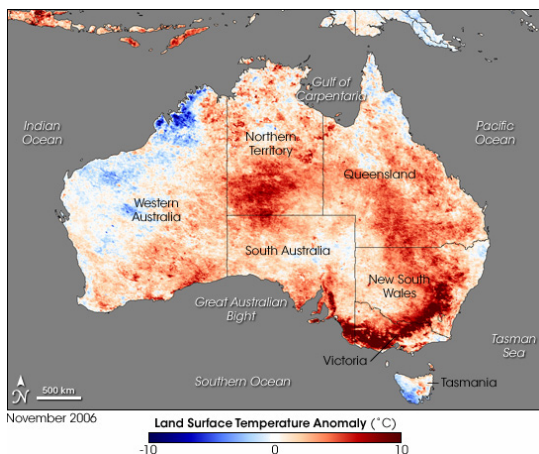 Gulf of
Carpentaria
Indian
Ocean
Pacific
Ocean
Northern
Territory
Queensland
Western
Australia
South Australia
New South
Wales
Great Australian
Bight
Tasman
Sea
Victoria
Southern Ocean
Tasmania
N
500 km
November 2006
Land Surface Temperature Anomaly (˚C)
-10 0 10